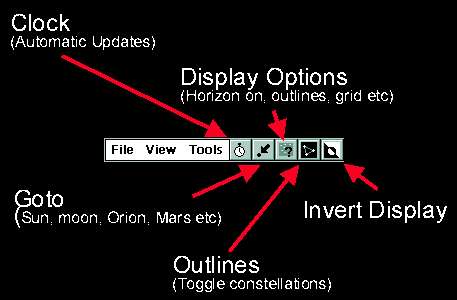 Clock
(Automatic Updates)
Display Options
(Horizon on, outlines, grid etc)
File View Tools ?
Goto
(Sun, moon, Orion, Mars etc)
Invert Display
Outlines
(Toggle constellations)